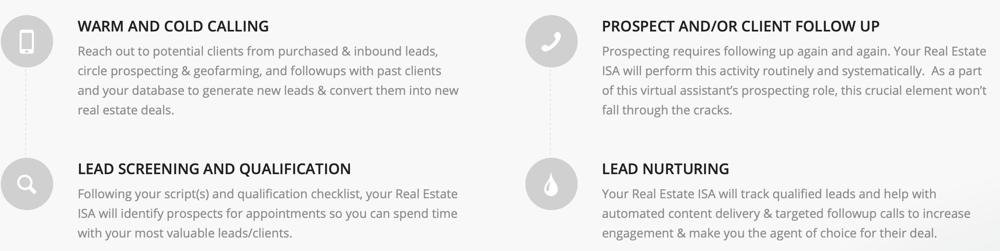 WARM AND COLD CALLING
Reach out to potential clients from purchased & inbound leads,
circle prospecting & geofarming, and followups with past clients
and your database to generate new leads & convert them into new
real estate deals.
PROSPECT AND/OR CLIENT FOLLOW UP
Prospecting requires following up again and again. Your Real Estate
ISA will perform this activity routinely and systematically.  As a part
of this virtual assistant’s prospecting role, this crucial element won’t
fall through the cracks.
LEAD SCREENING AND QUALIFICATION
Following your script(s) and qualification checklist, your Real Estate
ISA will identify prospects for appointments so you can spend time
with your most valuable leads/clients.
LEAD NURTURING
Your Real Estate ISA will track qualified leads and help with
automated content delivery & targeted followup calls to increase
engagement & make you the agent of choice for their deal.